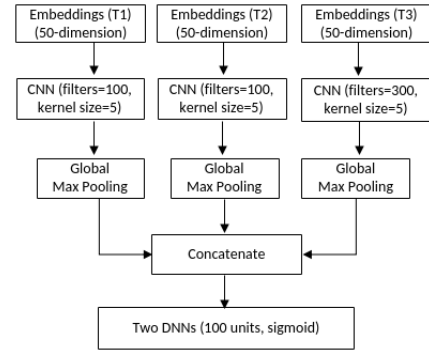 Embeddings (T1)
(50-dimension)
Embeddings (T2)
(50-dimension)
Embeddings (T3)
(50-dimension)
CNN (filters=100,
kernel size=5)
CNN (filters=100,
kernel size=5)
CNN (filters=300,
kernel size=5)
Global
Max Pooling
Global
Max Pooling
Global
Max Pooling
Concatenate
Two DNNs (100 units, sigmoid)